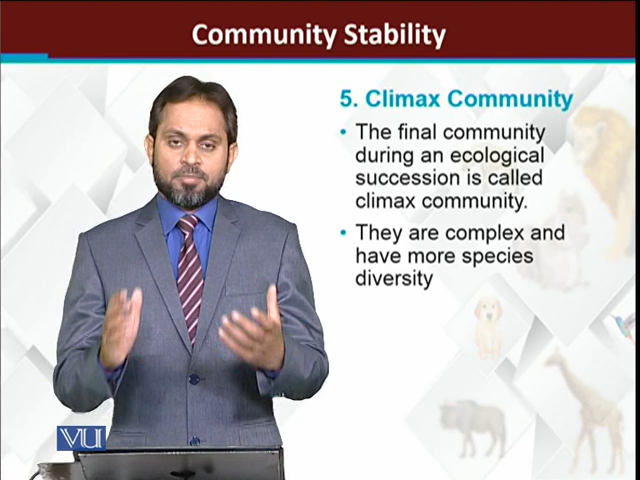 Community Stability
5. Climax Community
• The final community
during an ecological
succession is called
climax community.
• They are complex and
have more species
diversity
VU